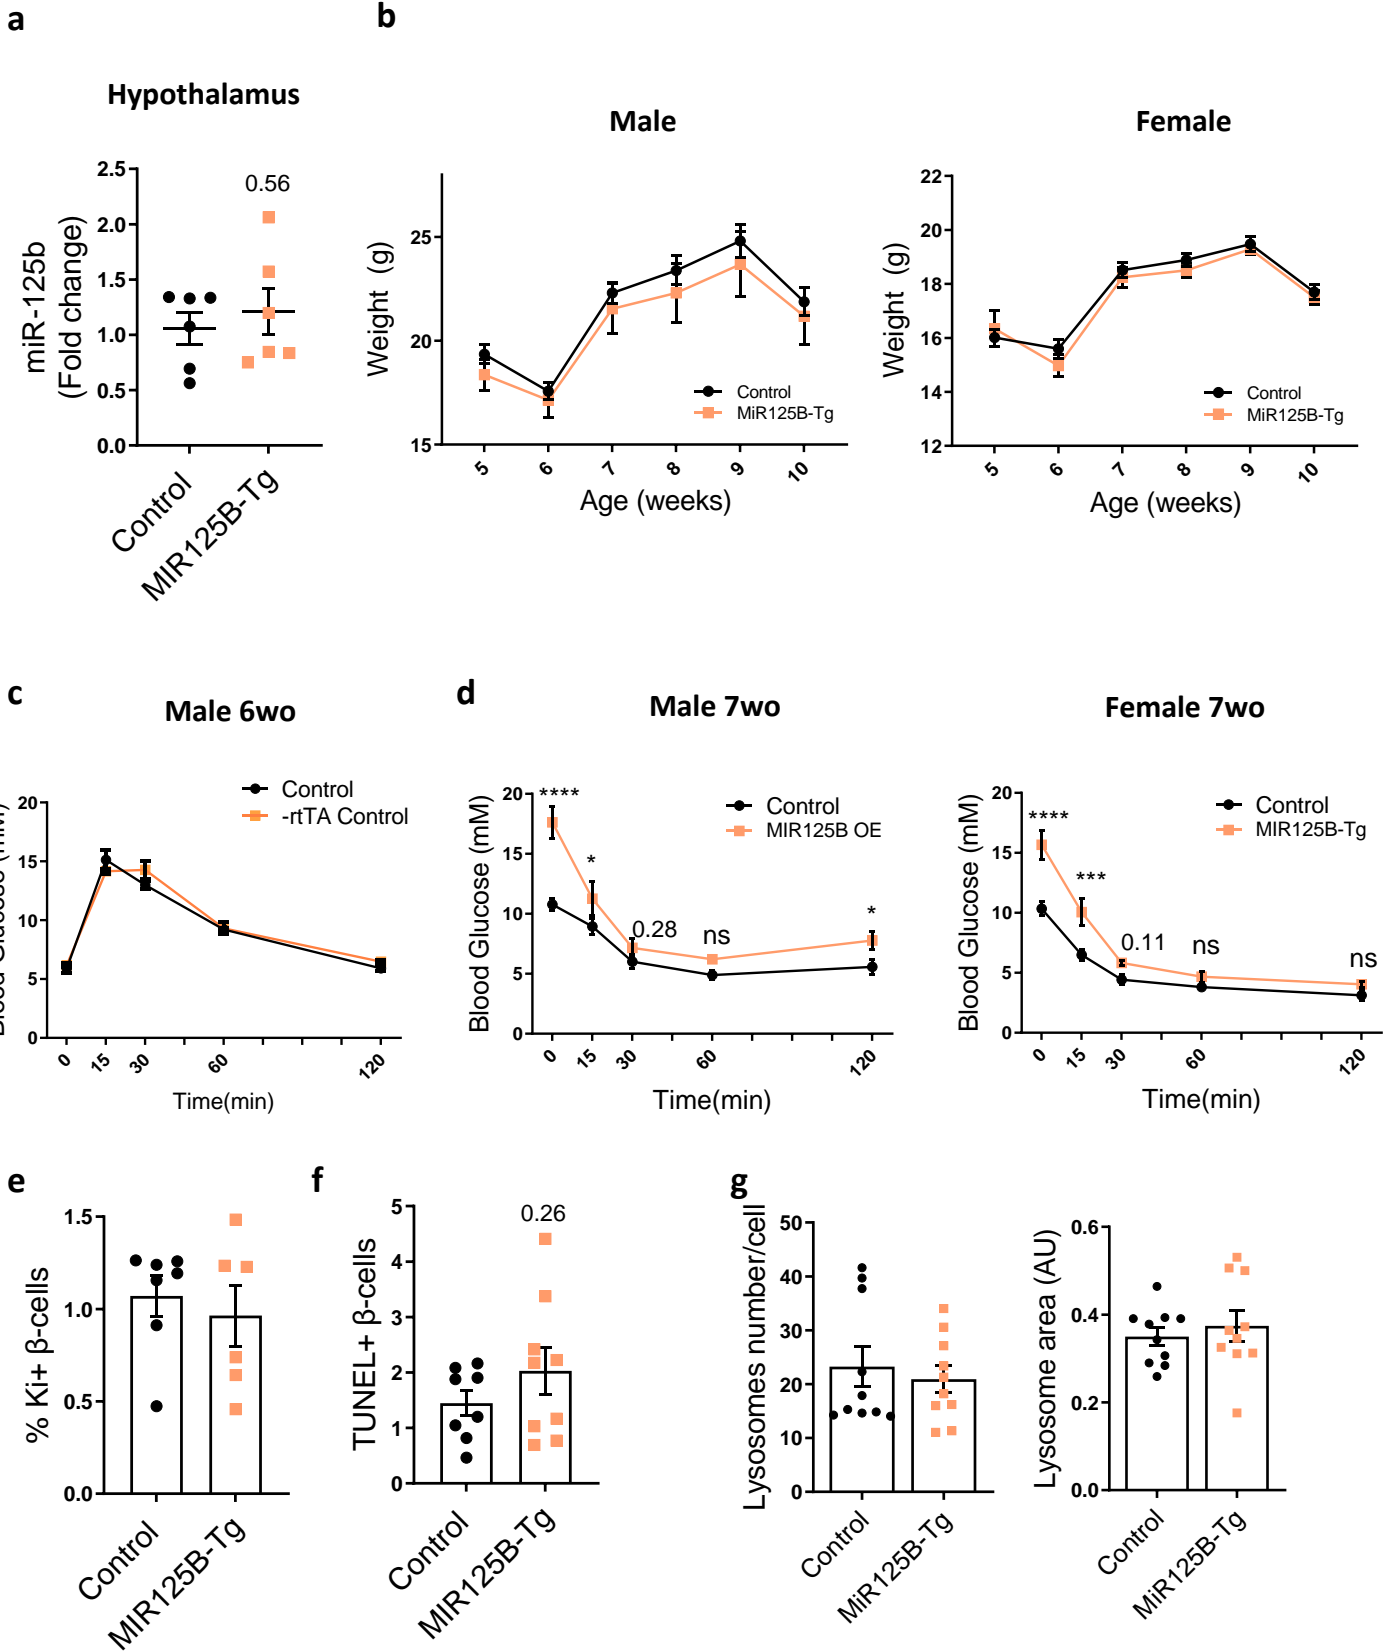 a
b
Hypothalamus
Male
Female
miR-125b
(Fold change)
2.5
2.0
1.5
1.0
0.5
0.0
0.56
Control
MIR125B-Tg
Weight (g)
25
20
15
Control
MiR125B-Tg
5 6 7 8 9 10
Age (weeks)
Weight (g)
22
20
18
16
14
12
Control
MiR125B-Tg
5 6 7 8 9 10
Age (weeks)
c
Male 6wo
20
15
10
5
0
Control
-rtTA Control
0 15 30 60 120
Time(min)
d
Male 7wo
Blood Glucose (mM)
20
15
10
5
0
****
*
0.28
ns
*
Control
MIR125B OE
0 15 30 60 120
Time(min)
Female 7wo
Blood Glucose (mM)
20
15
10
5
0
****
***
0.11
ns
ns
Control
MIR125B-Tg
0 15 30 60 120
Time(min)
e
% Ki+ β-cells
1.5
1.0
0.5
0.0
Control
MIR125B-Tg
f
TUNEL+ β-cells
5
4
3
2
1
0
0.26
Control
MIR125B-Tg
g
Lysosomes number/cell
50
40
30
20
10
0
Control
MiR125B-Tg
Lysosome area (AU)
0.6
0.4
0.2
0.0
Control
MiR125B-Tg